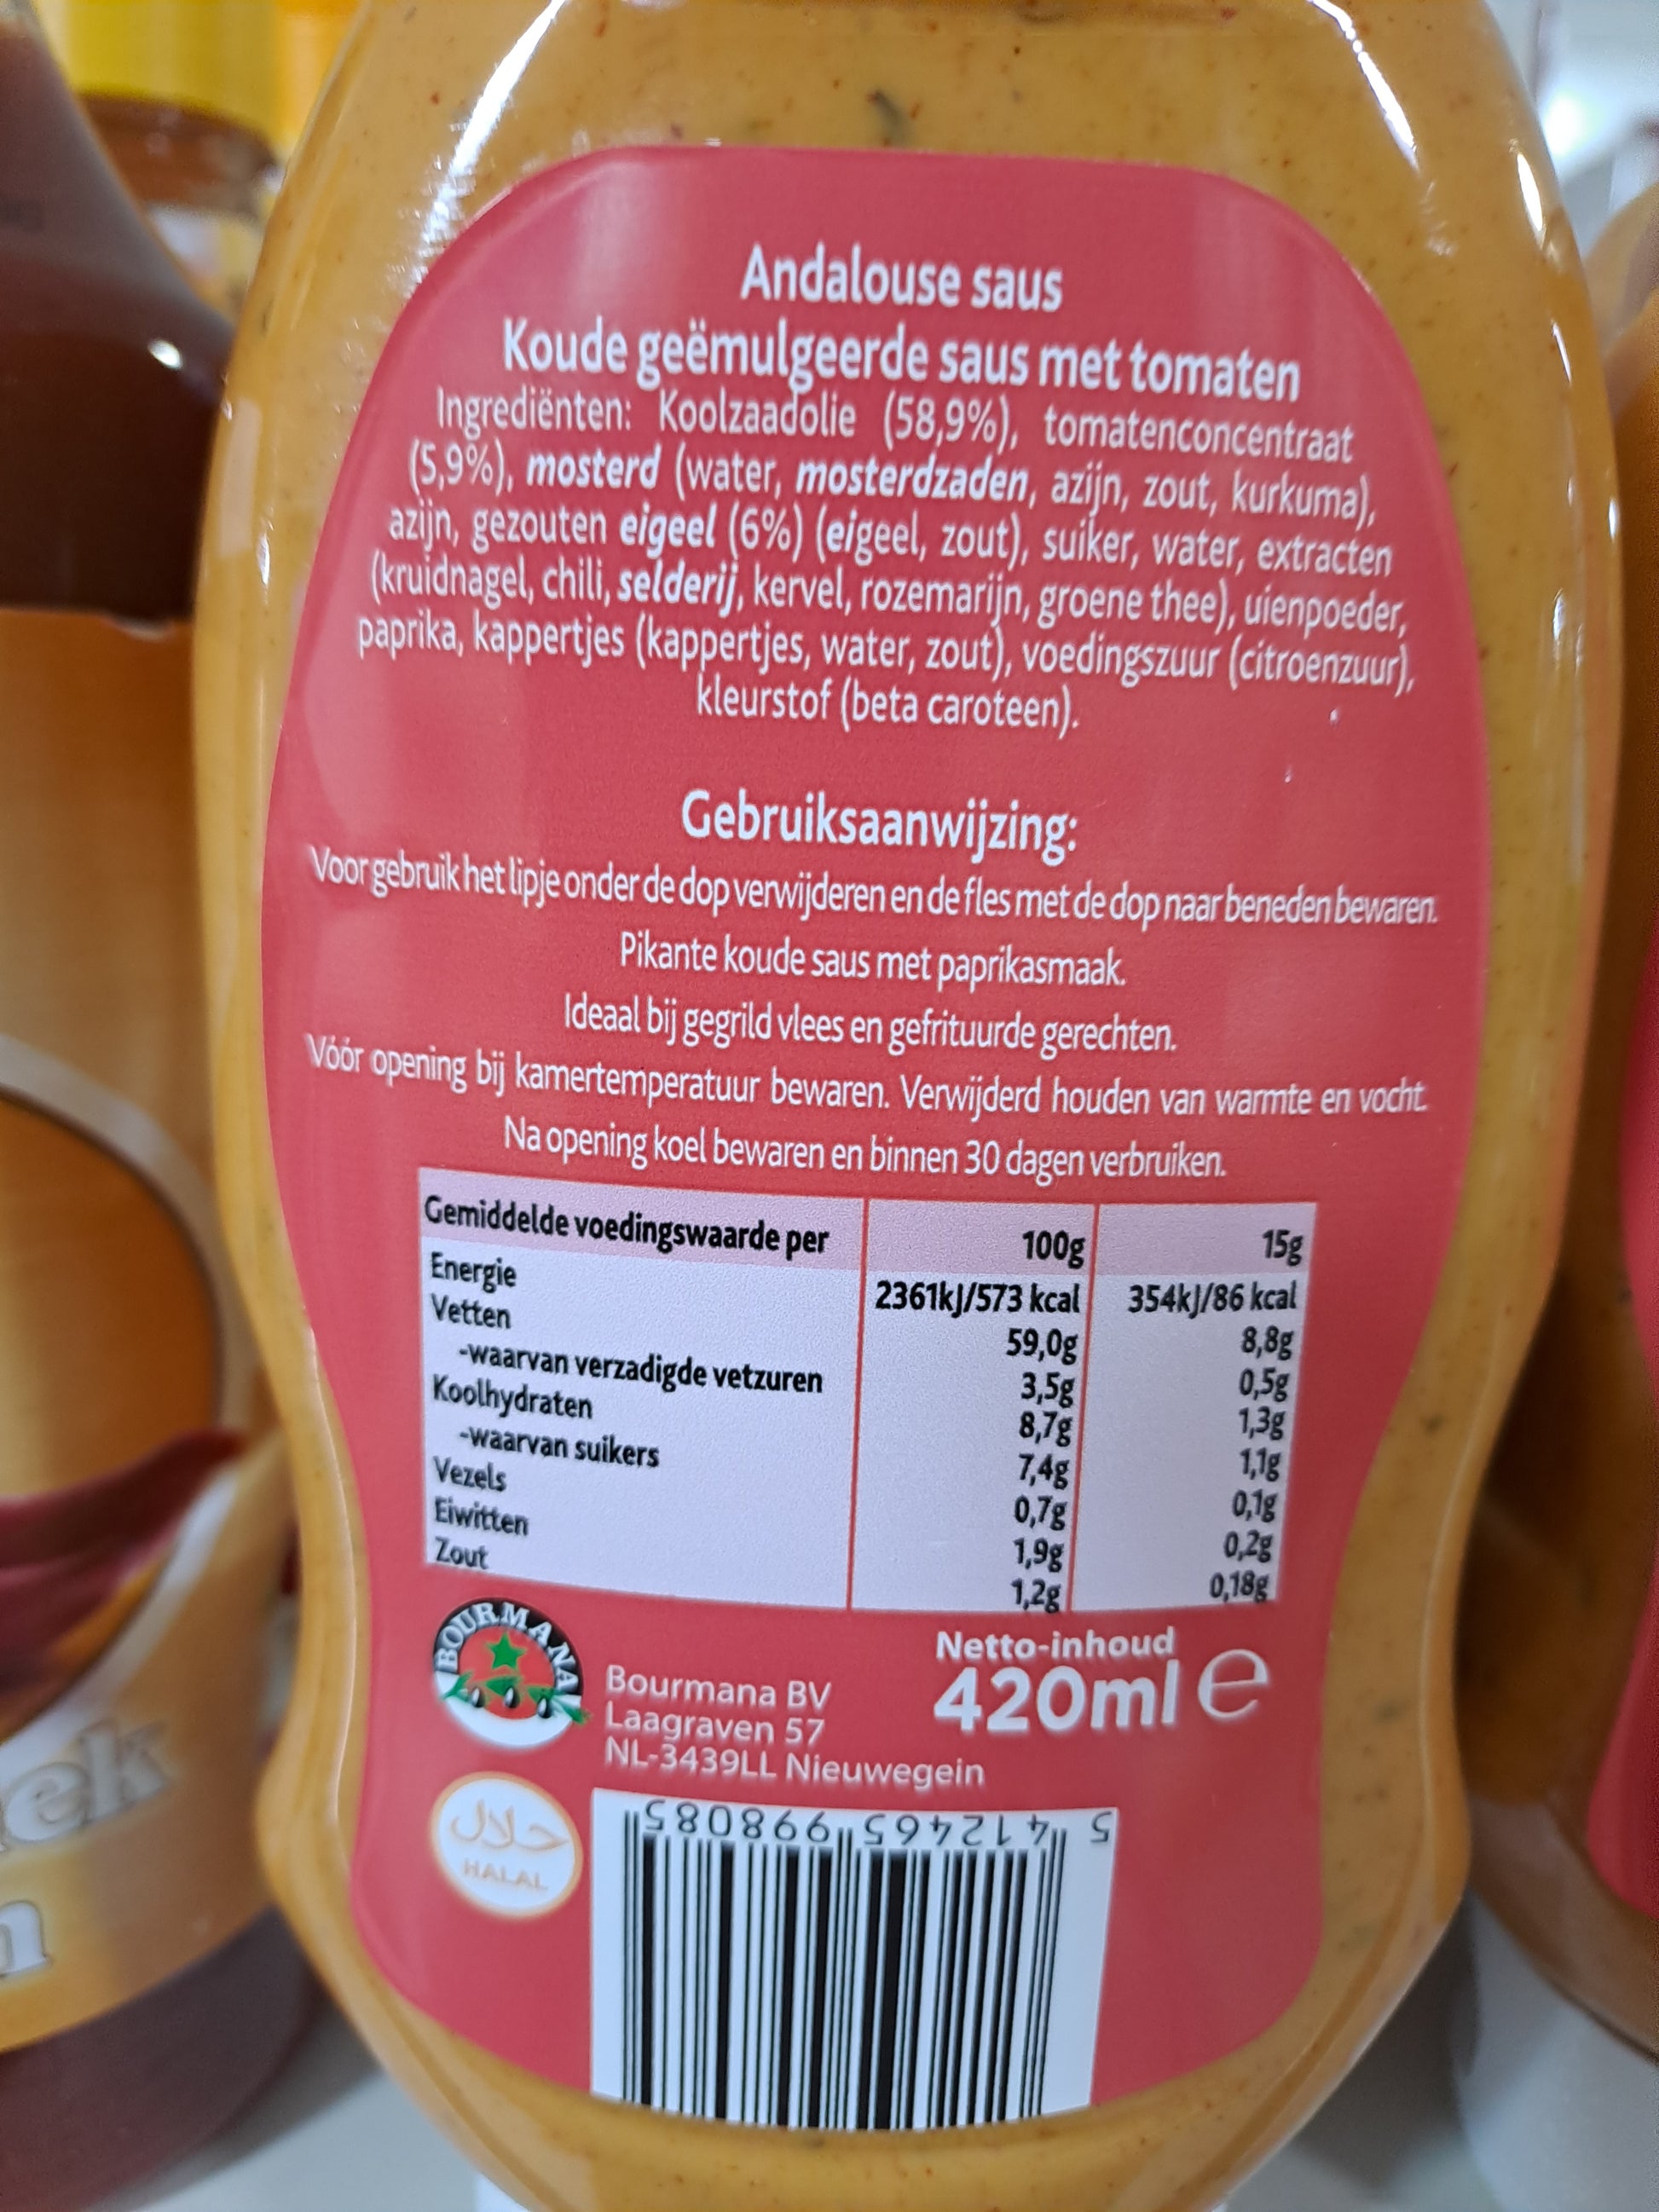 Andalouse saus
Koude geëmulgeerde saus met tomaten
Ingrediënten: Koolzaadolie (58,9%), tomatenconcentraat
(5,9%), mosterd (water, mosterdzaden, azijn, zout, kurkuma),
azijn, gezouten eigeel (6%) (eigeel, zout), suiker, water, extracten
(kruidnagel, chili, selderij, kervel, rozemarijn, groene thee), uienpoeder,
paprika, kappertjes (kappertjes, water, zout), voedingszuur (citroenzuur),
kleurstof (beta caroteen).
Gebruiksaanwijzing:
Voor gebruik het lipje onder de dop verwijderen en de fles met de dop naar beneden bewaren.
Pikante koude saus met paprikasmaak.
Ideaal bij gegrild vlees en gefrituurde gerechten.
Vóór opening bij kamertemperatuur bewaren. Verwijderd houden van warmte en vocht.
Na opening koel bewaren en binnen 30 dagen verbruiken.
Gemiddelde voedingswaarde per 100g 15g
Energie 2361kJ/573 kcal 354kJ/86 kcal
Vetten 59,0g 8,8g
-waarvan verzadigde vetzuren 3,5g 0,5g
Koolhydraten 8,7g 1,3g
-waarvan suikers 7,4g 1,1g
Vezels 0,7g 0,1g
Eiwitten 1,9g 0,2g
Zout 1,2g 0,18g
BOURMANA
Bourmana BV
Laagraven 57
NL-3439LL Nieuwegein
Netto-inhoud
420ml e
حلال
HALAL
5 412465 998085
ek
n